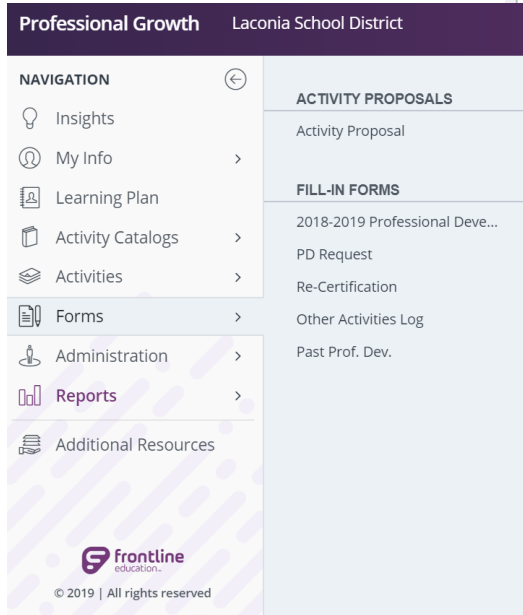 Professional Growth Laconia School District
NAVIGATION
Insights
My Info
Learning Plan
Activity Catalogs
Activities
Forms
Administration
Reports
Additional Resources
frontline
education™
© 2019 | All rights reserved
ACTIVITY PROPOSALS
Activity Proposal
FILL-IN FORMS
2018-2019 Professional Deve...
PD Request
Re-Certification
Other Activities Log
Past Prof. Dev.